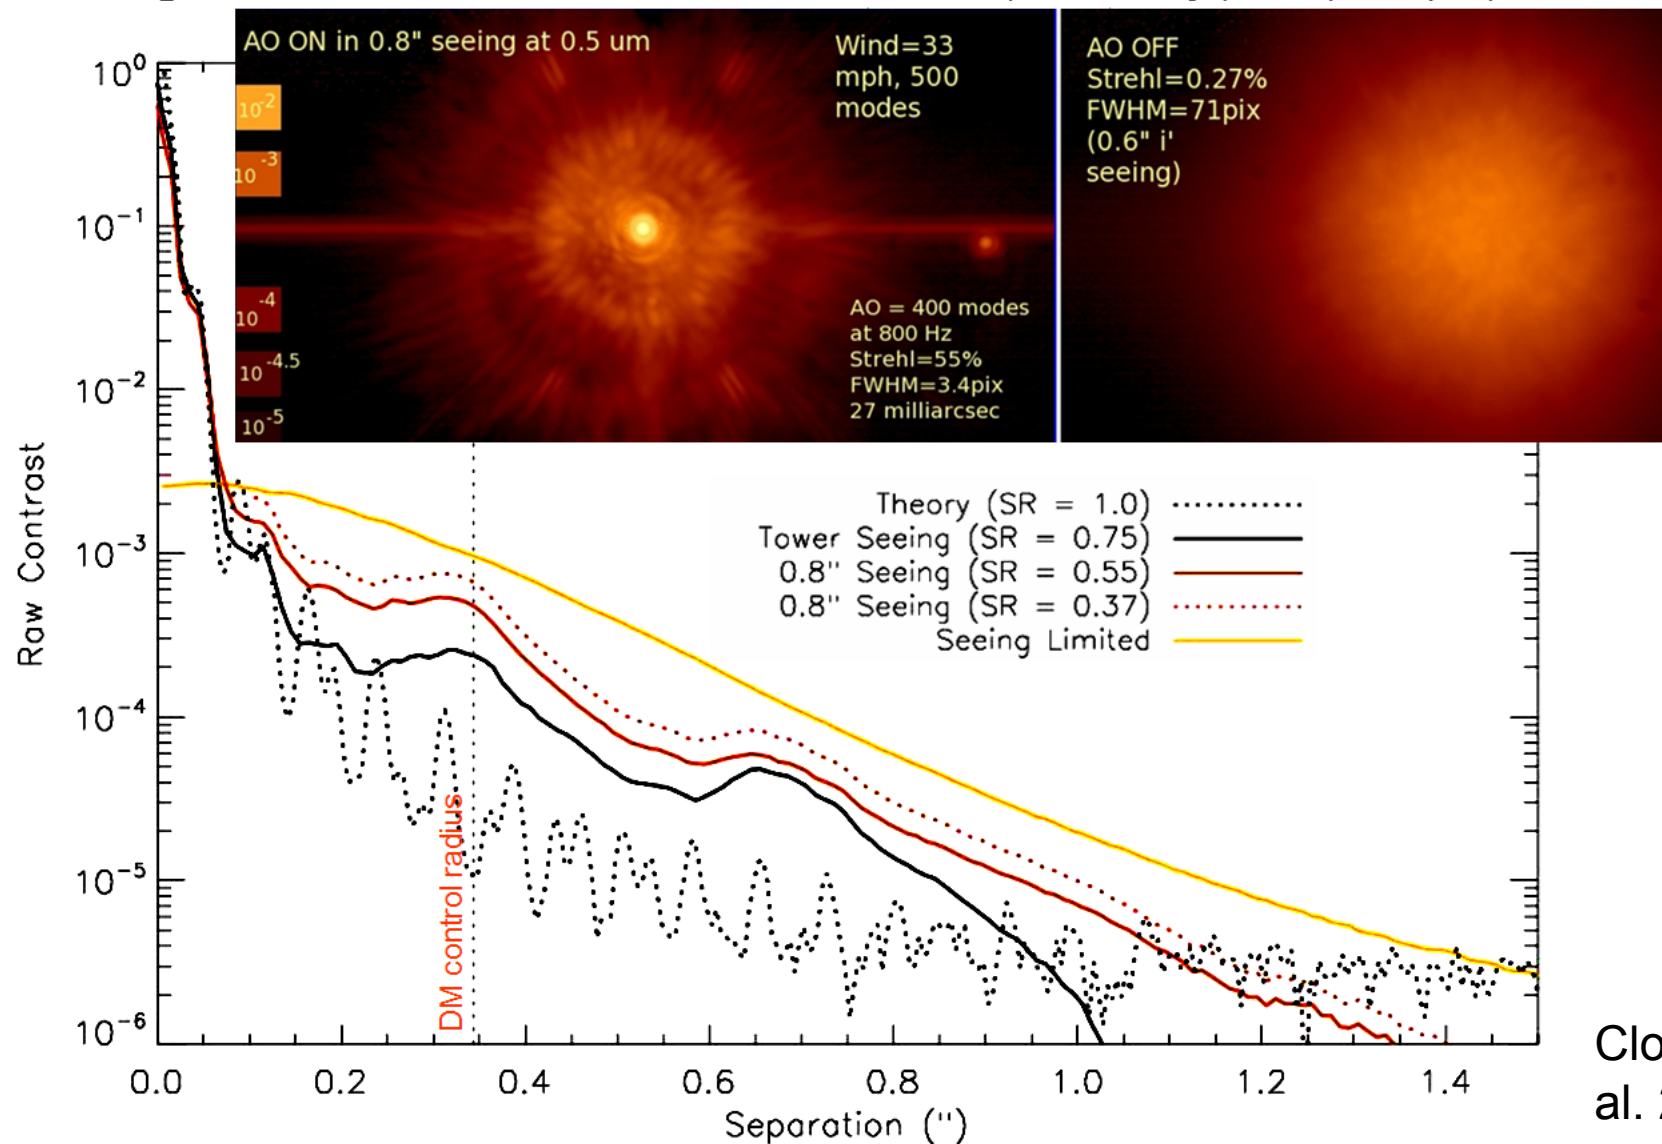 AO ON in 0.8" seeing at 0.5 um
Wind=33
mph, 500
modes
AO OFF
Strehl=0.27%
FWHM=71pix
(0.6" i'
seeing)
10^-2
10^-3
10^-4
10^-4.5
10^-5
AO = 400 modes
at 800 Hz
Strehl=55%
FWHM=3.4pix
27 milliarcsec
10^0
10^-1
10^-2
10^-3
10^-4
10^-5
10^-6
Raw Contrast
Theory (SR = 1.0)
Tower Seeing (SR = 0.75)
0.8" Seeing (SR = 0.55)
0.8" Seeing (SR = 0.37)
Seeing Limited
DM control radius
0.0 0.2 0.4 0.6 0.8 1.0 1.2 1.4
Separation (")
Clo
al.